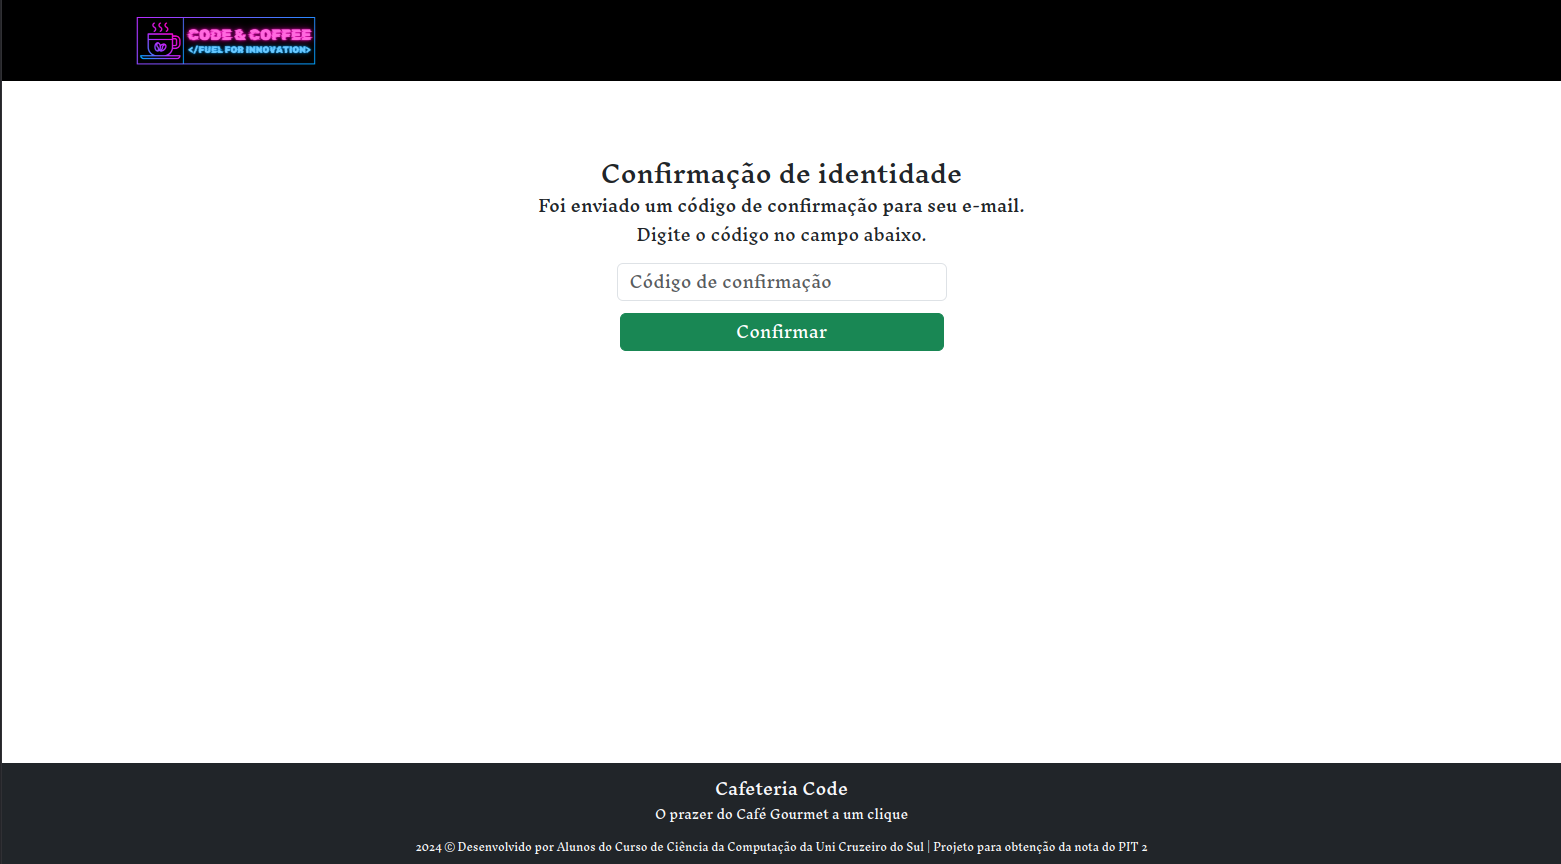 CODE & COFFEE
</FUEL FOR INNOVATION>
Confirmação de identidade
Foi enviado um código de confirmação para seu e-mail.
Digite o código no campo abaixo.
Código de confirmação
Confirmar
Cafeteria Code
O prazer do Café Gourmet a um clique
2024 © Desenvolvido por Alunos do Curso de Ciência da Computação da Uni Cruzeiro do Sul | Projeto para obtenção da nota do PIT 2